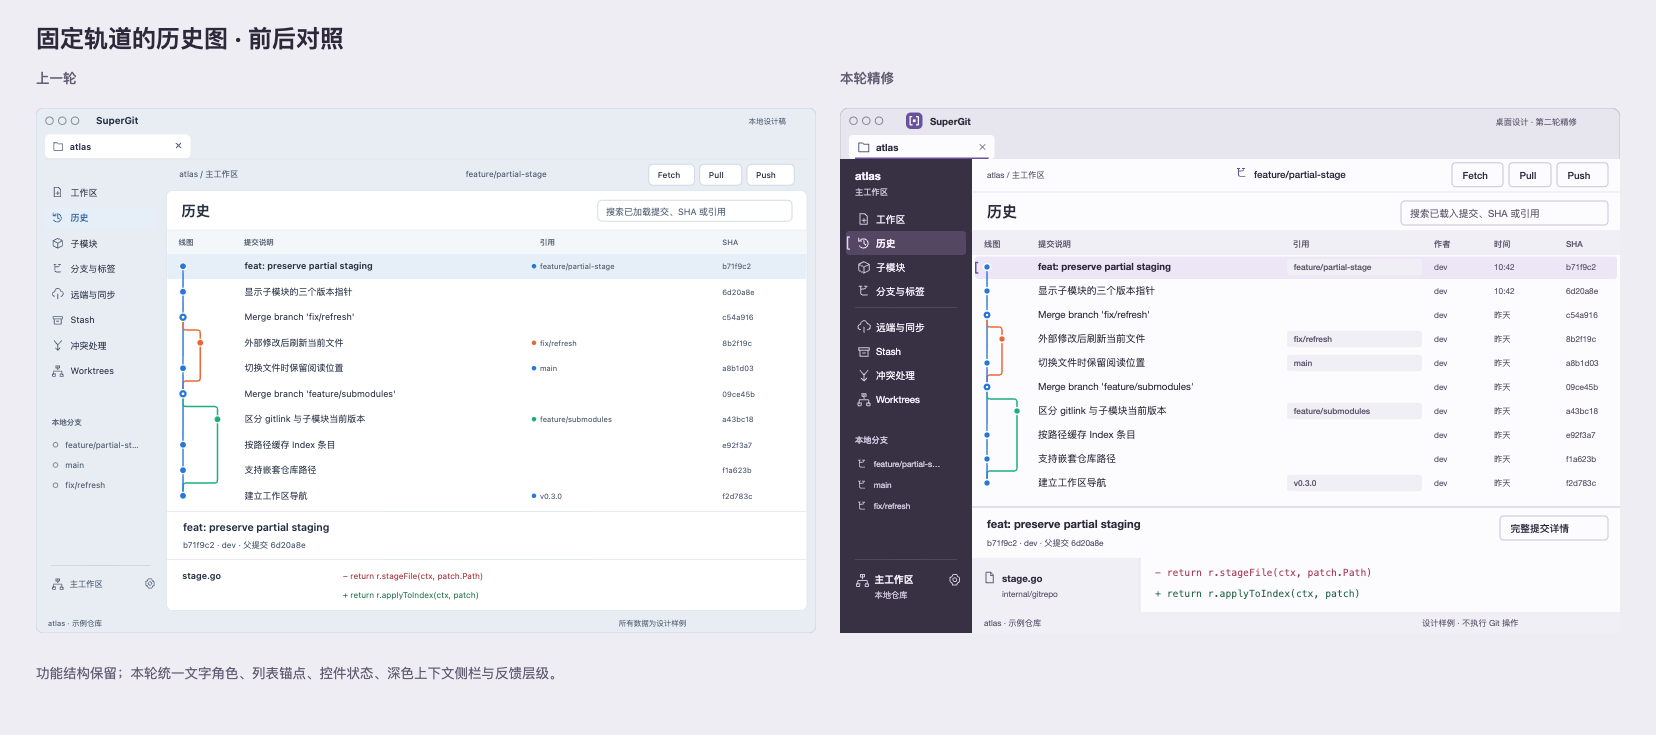 固定轨道的历史图 · 前后对照
上一轮
SuperGit
本地设计稿
atlas ×
atlas / 主工作区
feature/partial-stage
Fetch
Pull
Push
工作区
历史
子模块
分支与标签
远端与同步
Stash
冲突处理
Worktrees
本地分支
feature/partial-st...
main
fix/refresh
主工作区
历史
搜索已加载提交、SHA 或引用
线图 提交说明 引用 SHA
feat: preserve partial staging feature/partial-stage b71f9c2
显示子模块的三个版本指针 6d20a8e
Merge branch 'fix/refresh' c54a916
外部修改后刷新当前文件 fix/refresh 8b2f19c
切换文件时保留阅读位置 main a8b1d03
Merge branch 'feature/submodules' 09ce45b
区分 gitlink 与子模块当前版本 feature/submodules a43bc18
按路径缓存 Index 条目 e92f3a7
支持嵌套仓库路径 f1a623b
建立工作区导航 v0.3.0 f2d783c
feat: preserve partial staging
b71f9c2 · dev · 父提交 6d20a8e
stage.go
− return r.stageFile(ctx, patch.Path)
+ return r.applyToIndex(ctx, patch)
atlas · 示例仓库
所有数据为设计样例
本轮精修
SuperGit
桌面设计 · 第二轮精修
atlas ×
atlas
主工作区
工作区
历史
子模块
分支与标签
远端与同步
Stash
冲突处理
Worktrees
本地分支
feature/partial-s...
main
fix/refresh
主工作区
本地仓库
atlas / 主工作区
feature/partial-stage
Fetch
Pull
Push
历史
搜索已载入提交、SHA 或引用
线图 提交说明 引用 作者 时间 SHA
feat: preserve partial staging feature/partial-stage dev 10:42 b71f9c2
显示子模块的三个版本指针 dev 10:42 6d20a8e
Merge branch 'fix/refresh' dev 昨天 c54a916
外部修改后刷新当前文件 fix/refresh dev 昨天 8b2f19c
切换文件时保留阅读位置 main dev 昨天 a8b1d03
Merge branch 'feature/submodules' dev 昨天 09ce45b
区分 gitlink 与子模块当前版本 feature/submodules dev 昨天 a43bc18
按路径缓存 Index 条目 dev 昨天 e92f3a7
支持嵌套仓库路径 dev 昨天 f1a623b
建立工作区导航 v0.3.0 dev 昨天 f2d783c
feat: preserve partial staging
b71f9c2 · dev · 父提交 6d20a8e
完整提交详情
stage.go
internal/gitrepo
− return r.stageFile(ctx, patch.Path)
+ return r.applyToIndex(ctx, patch)
atlas · 示例仓库
设计样例 · 不执行 Git 操作
功能结构保留；本轮统一文字角色、列表锚点、控件状态、深色上下文侧栏与反馈层级。